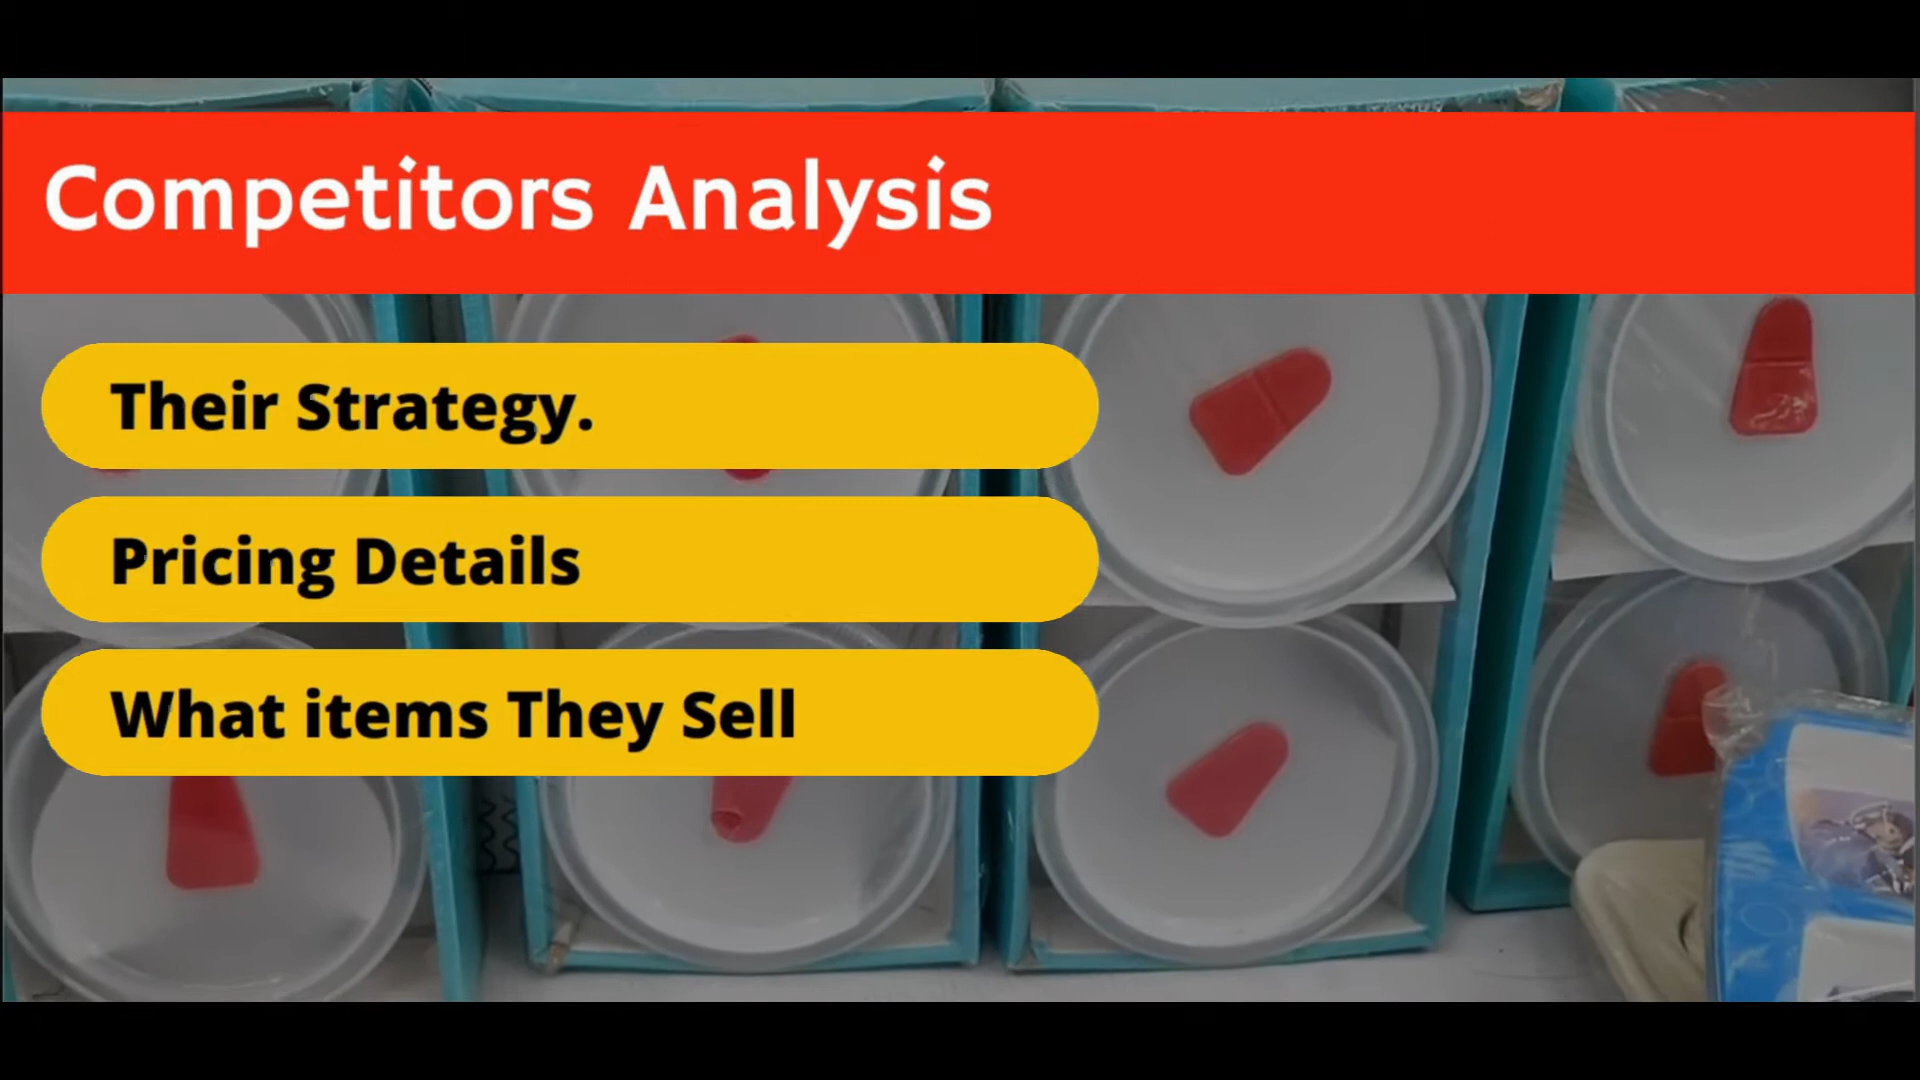 Competitors Analysis
Their Strategy.
Pricing Details
What items They Sell